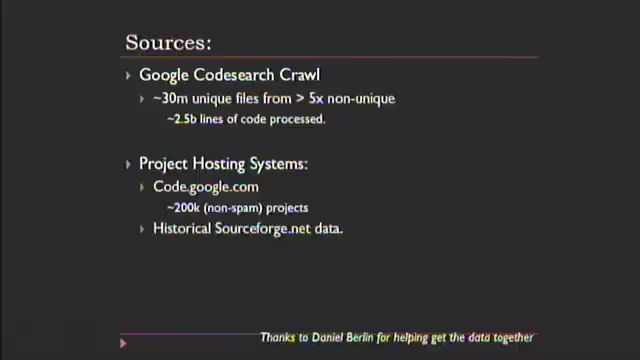 Sources:
Google Codesearch Crawl
~30m unique files from > 5x non-unique
~2.5b lines of code processed.
Project Hosting Systems:
Code.google.com
~200k (non-spam) projects
Historical Sourceforge.net data.
Thanks to Daniel Berlin for helping get the data together